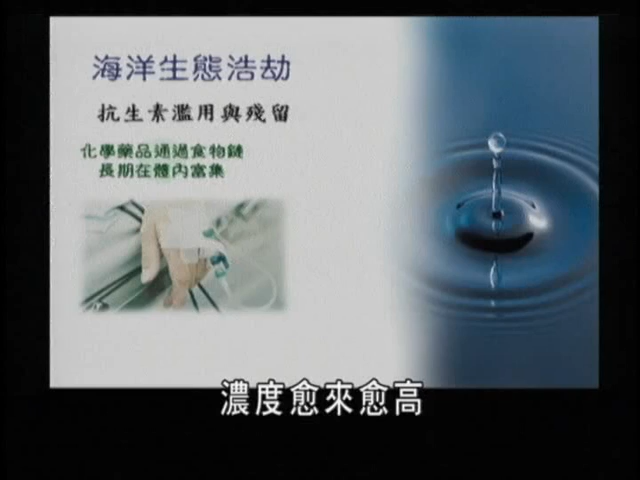 海洋生態浩劫
抗生素濫用與殘留
化學藥品通過食物鏈
長期在體內富集
濃度愈來愈高